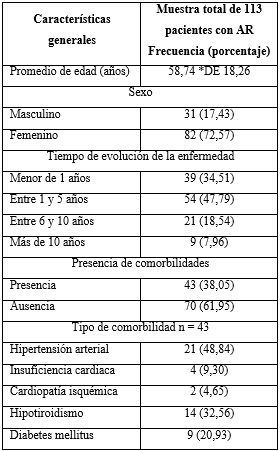 Características generales | Muestra total de 113 pacientes con AR Frecuencia (porcentaje)
Promedio de edad (años) | 58,74 *DE 18,26
Sexo
Masculino | 31 (17,43)
Femenino | 82 (72,57)
Tiempo de evolución de la enfermedad
Menor de 1 años | 39 (34,51)
Entre 1 y 5 años | 54 (47,79)
Entre 6 y 10 años | 21 (18,54)
Más de 10 años | 9 (7,96)
Presencia de comorbilidades
Presencia | 43 (38,05)
Ausencia | 70 (61,95)
Tipo de comorbilidad n = 43
Hipertensión arterial | 21 (48,84)
Insuficiencia cardiaca | 4 (9,30)
Cardiopatía isquémica | 2 (4,65)
Hipotiroidismo | 14 (32,56)
Diabetes mellitus | 9 (20,93)